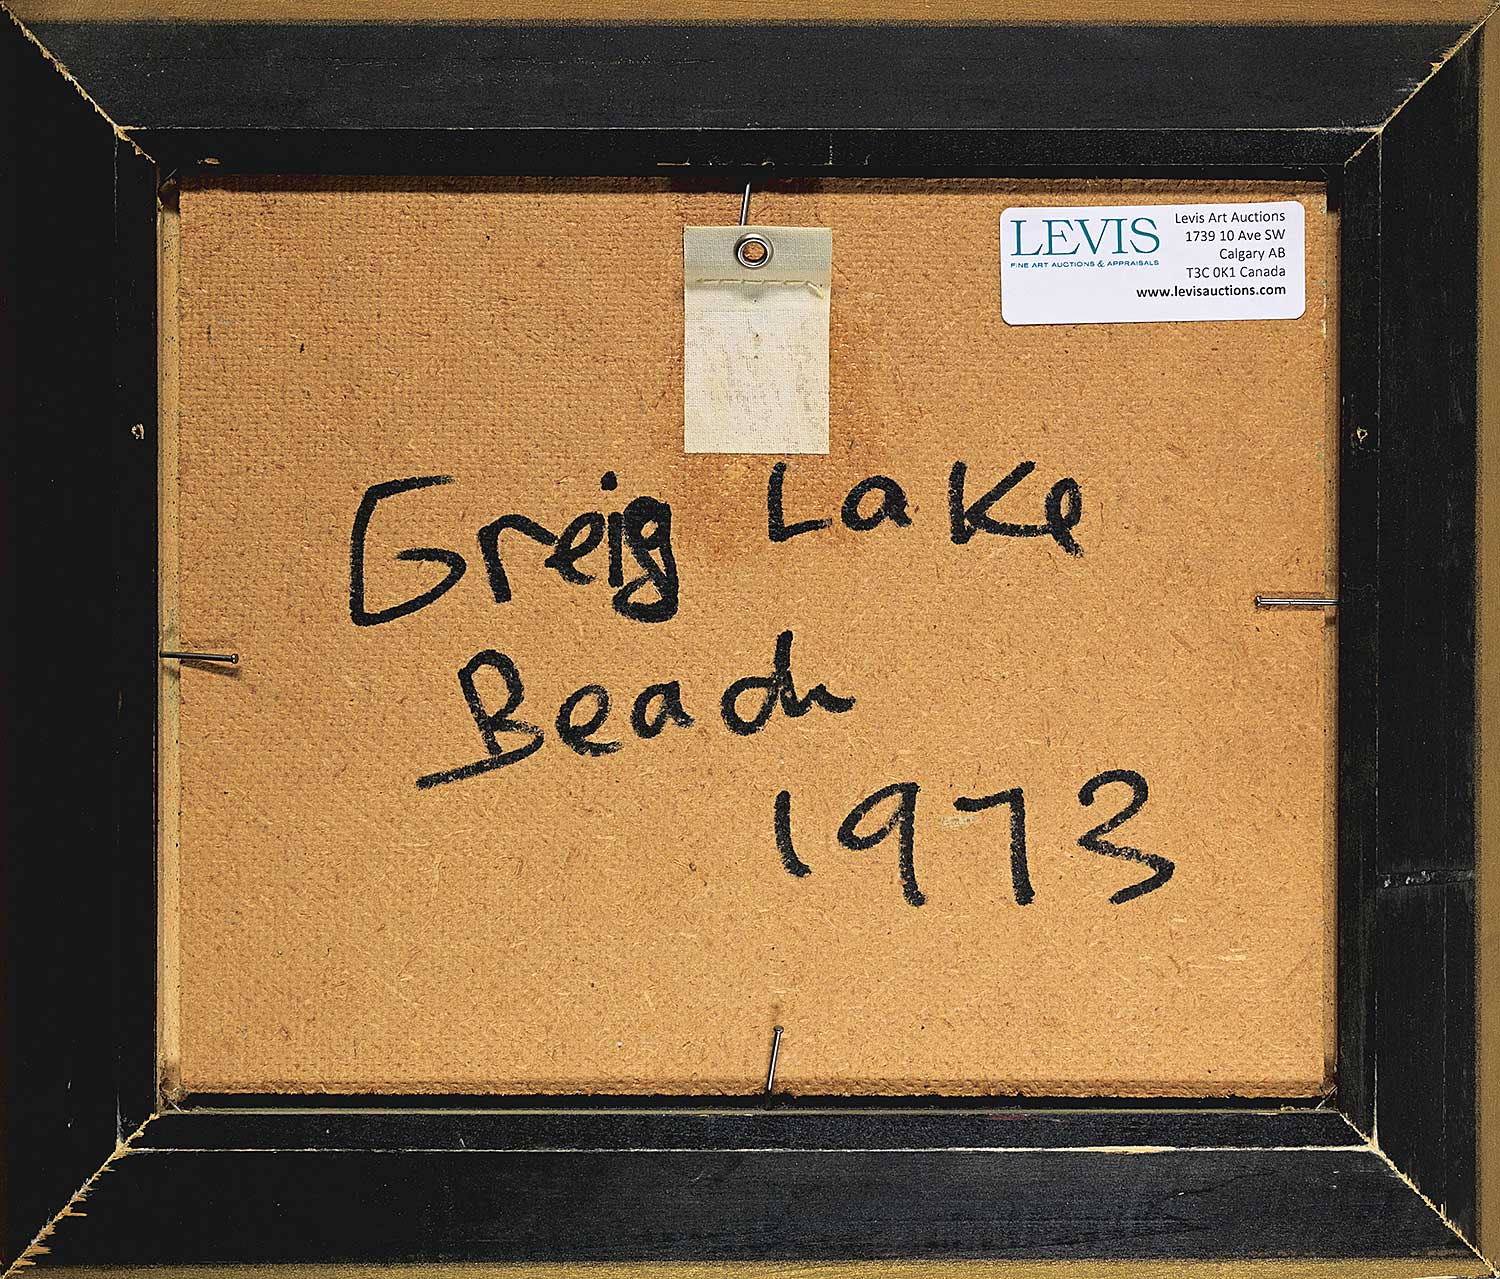 LEVIS
FINE ART AUCTIONS & APPRAISALS
Levis Art Auctions
1739 10 Ave SW
Calgary AB
T3C 0K1 Canada
www.levisauctions.com
Greig Lake
Beach
1973